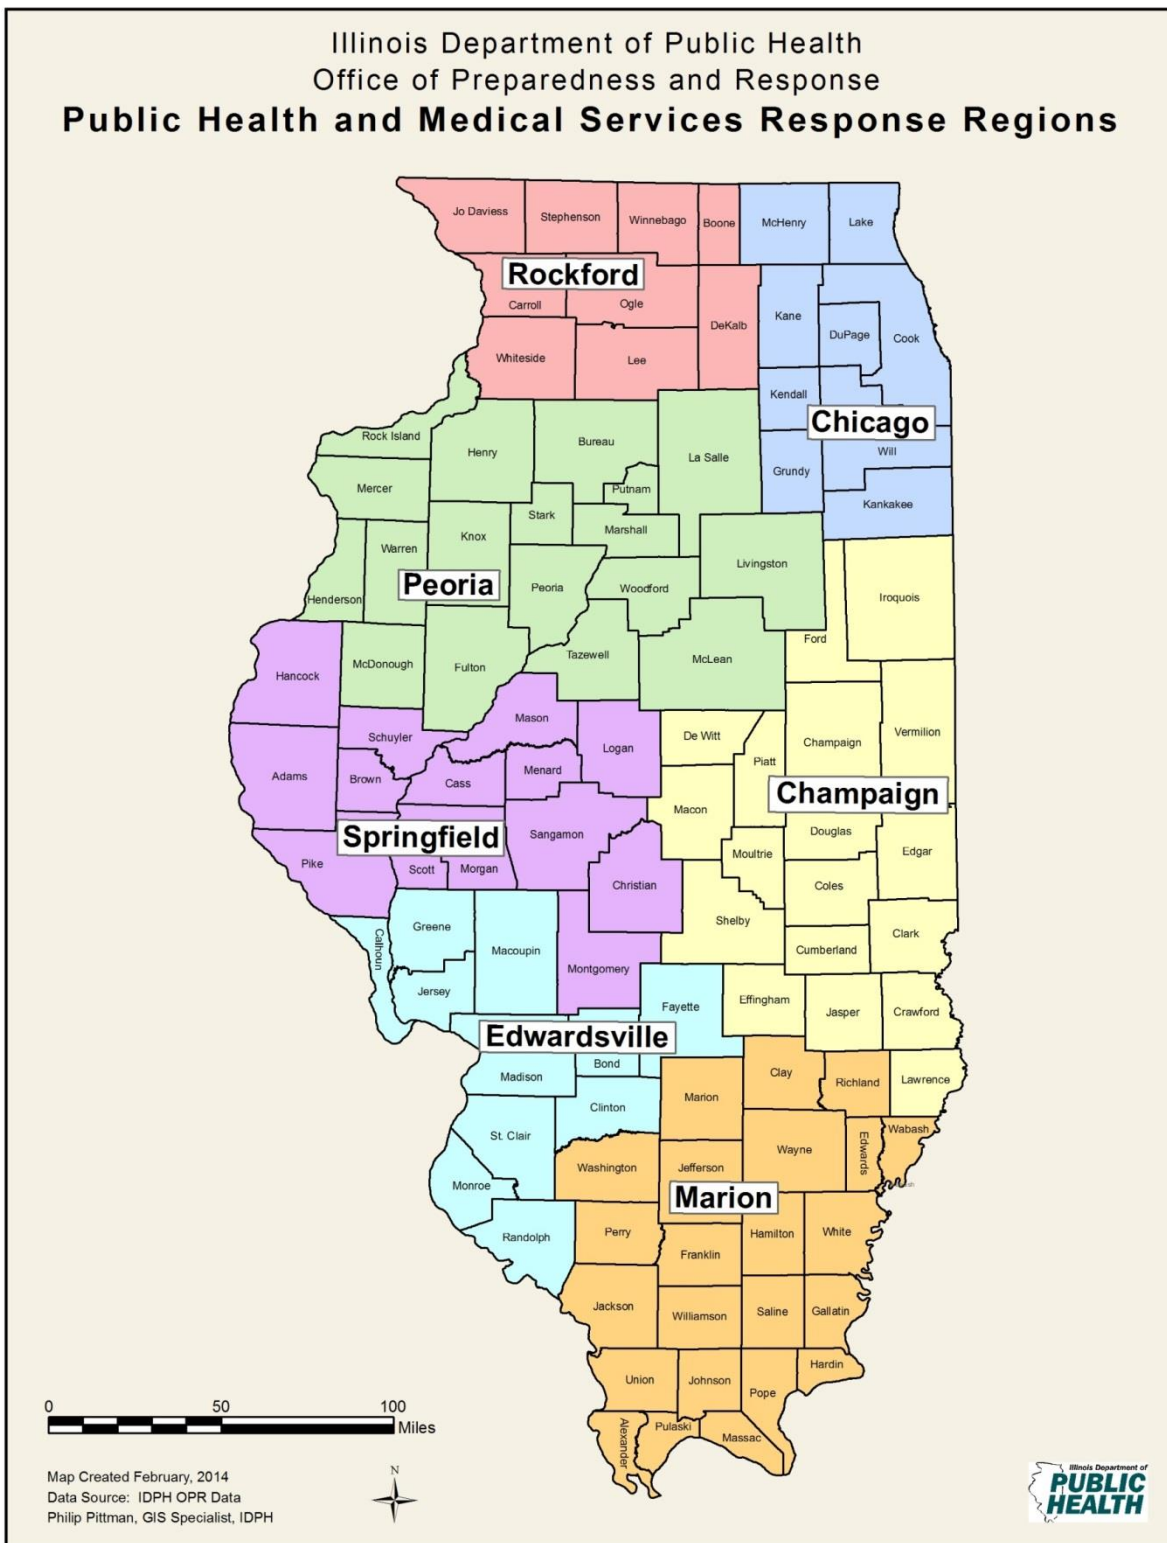 Illinois Department of Public Health
Office of Preparedness and Response
Public Health and Medical Services Response Regions
Jo Daviess
Stephenson
Winnebago
Boone
McHenry
Lake
Rockford
Carroll
Ogle
DeKalb
Kane
DuPage
Cook
Whiteside
Lee
Kendall
Chicago
Rock Island
Henry
Bureau
La Salle
Grundy
Will
Mercer
Putnam
Kankakee
Stark
Marshall
Knox
Warren
Livingston
Peoria
Peoria
Woodford
Henderson
Iroquois
Ford
McDonough
Fulton
Tazewell
McLean
Hancock
Mason
Schuyler
Logan
De Witt
Champaign
Vermilion
Adams
Brown
Cass
Menard
Piatt
Macon
Champaign
Springfield
Sangamon
Douglas
Edgar
Pike
Scott
Morgan
Moultrie
Christian
Coles
Shelby
Greene
Calhoun
Macoupin
Cumberland
Clark
Montgomery
Jersey
Fayette
Effingham
Jasper
Crawford
Edwardsville
Bond
Madison
Clay
Richland
Lawrence
Marion
Clinton
St. Clair
Wayne
Edwards
Wabash
Washington
Jefferson
Monroe
Marion
Randolph
Perry
Hamilton
White
Franklin
Jackson
Williamson
Saline
Gallatin
Hardin
Union
Johnson
Pope
Alexander
Pulaski
Massac
0 50 100
Miles
Map Created February, 2014
Data Source: IDPH OPR Data
Philip Pittman, GIS Specialist, IDPH
N
Illinois Department of
PUBLIC
HEALTH